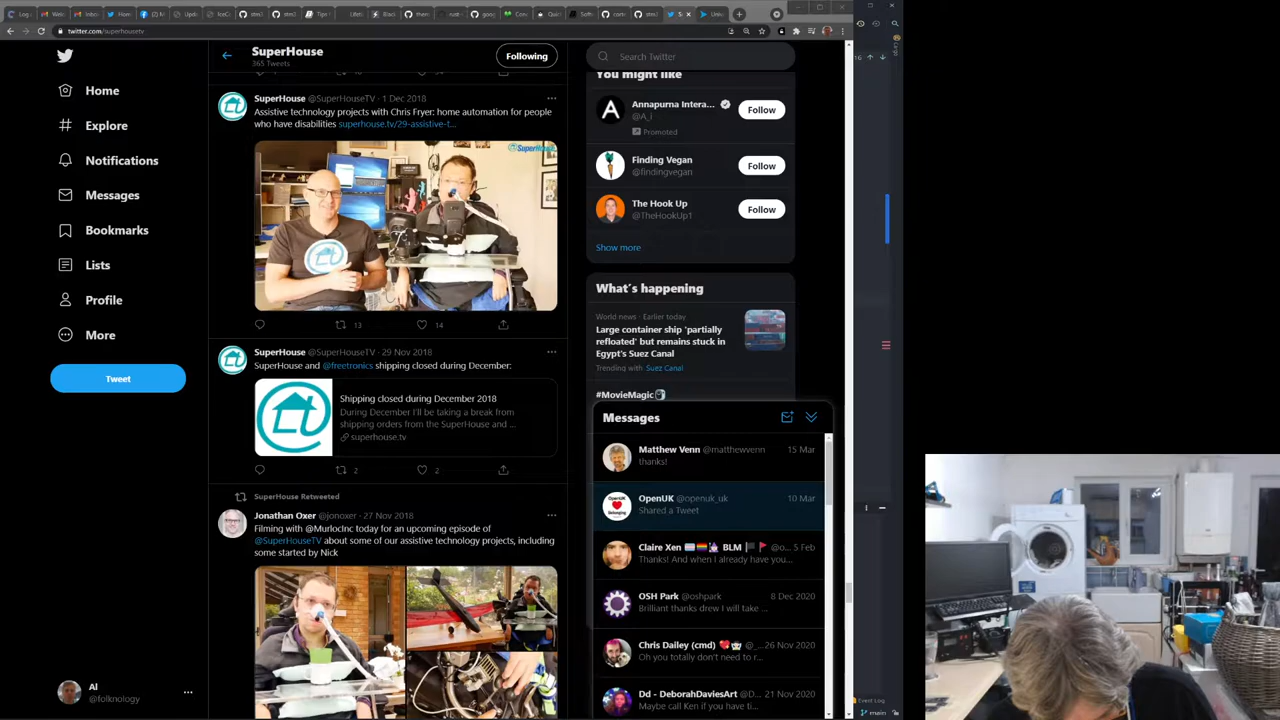 twitter.com/superhousetv
SuperHouse
365 Tweets
Following
Home
Explore
Notifications
Messages
Bookmarks
Lists
Profile
More
Tweet
Al
@folknology
SuperHouse @SuperHouseTV · 1 Dec 2018
Assistive technology projects with Chris Fryer: home automation for people
who have disabilities superhouse.tv/29-assistive-t...
SuperHouse
13
14
SuperHouse @SuperHouseTV · 29 Nov 2018
SuperHouse and @freetronics shipping closed during December:
Shipping closed during December 2018
During December I'll be taking a break from
shipping orders from the SuperHouse and ...
superhouse.tv
2
2
SuperHouse Retweeted
Jonathan Oxer @jonoxer · 27 Nov 2018
Filming with @MurlocInc today for an upcoming episode of
@SuperHouseTV about some of our assistive technology projects, including
some started by Nick
Search Twitter
You might like
Annapurna Intera...
@A_i
Promoted
Follow
Finding Vegan
@findingvegan
Follow
The Hook Up
@TheHookUp1
Follow
Show more
What's happening
World news · Earlier today
Large container ship 'partially
refloated' but remains stuck in
Egypt's Suez Canal
Trending with Suez Canal
#MovieMagic
Messages
Matthew Venn @matthewvenn 15 Mar
thanks!
OpenUK @openuk_uk 10 Mar
Shared a Tweet
Claire Xen BLM @o... 5 Feb
Thanks! And when I already have you...
OSH Park @oshpark 8 Dec 2020
Brilliant thanks drew I will take ...
Chris Dailey (cmd) @_... 26 Nov 2020
Oh you totally don't need to r...
Dd - DeborahDaviesArt @D... 21 Nov 2020
Maybe call Ken if you have ti...
Event Log
main